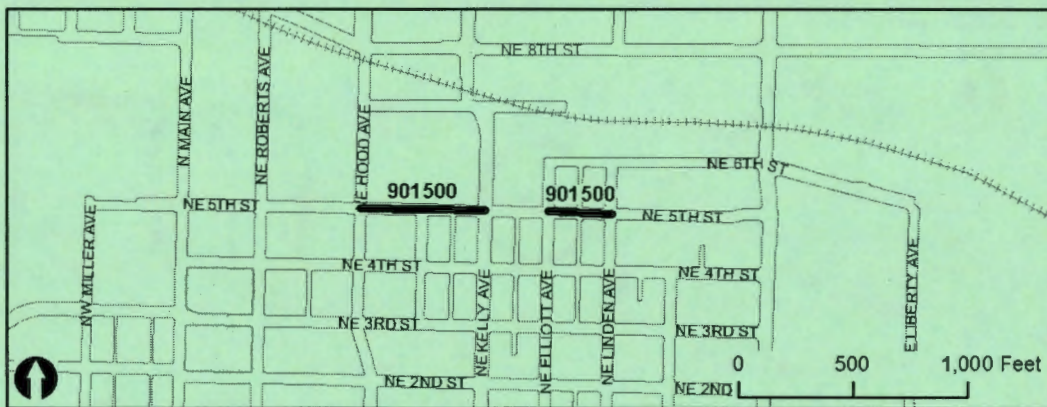 NE 8TH ST
N MAIN AVE
NE ROBERTS AVE
E HOOD AVE
NE 6TH ST
901500
901500
NE 5TH ST
NE 5TH ST
NW MILLER AVE
NE 4TH ST
NE 4TH ST
NE KELLY AVE
NE ELLIOTT AVE
NE LINDEN AVE
E LIBERTY AVE
NE 3RD ST
NE 3RD ST
0 500 1,000 Feet
NE 2ND ST
NE 2ND